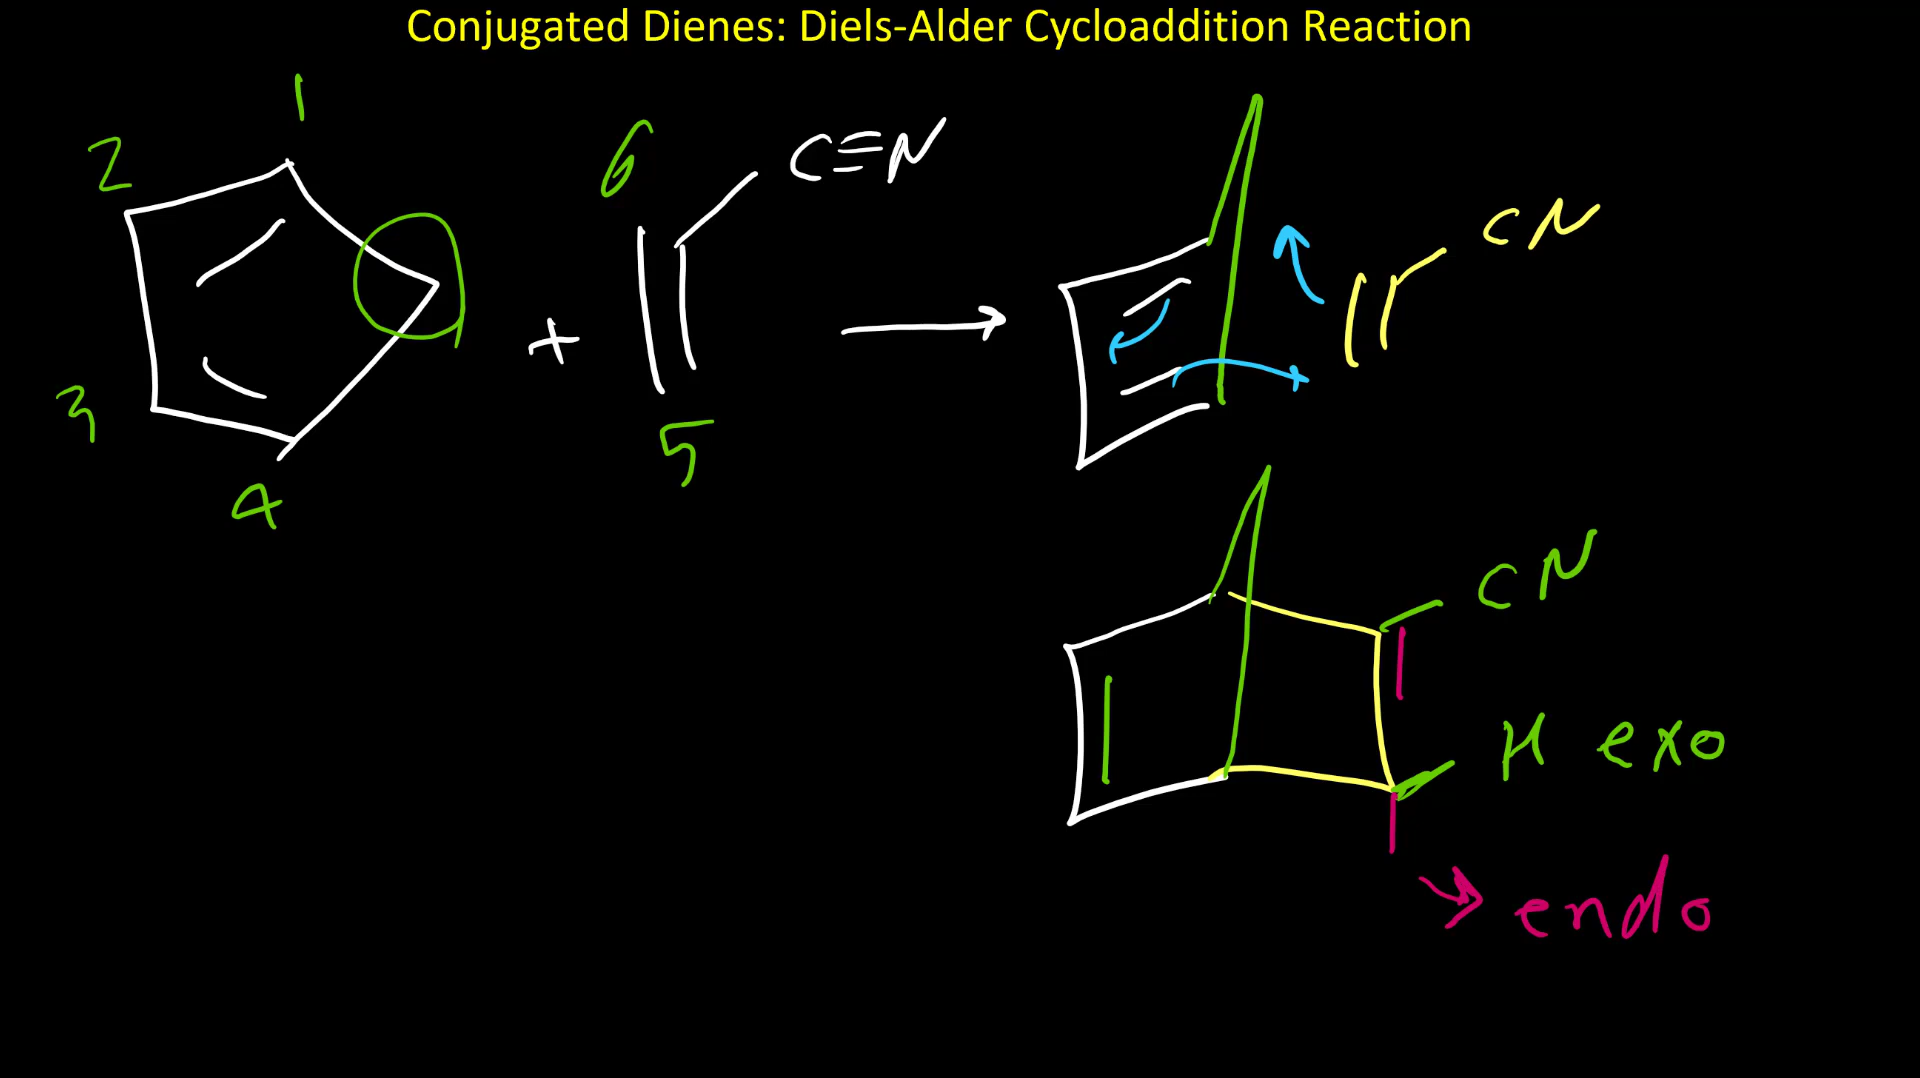 Conjugated Dienes: Diels-Alder Cycloaddition Reaction
1
2
6
C≡N
CN
+
3
5
4
CN
H exo
endo